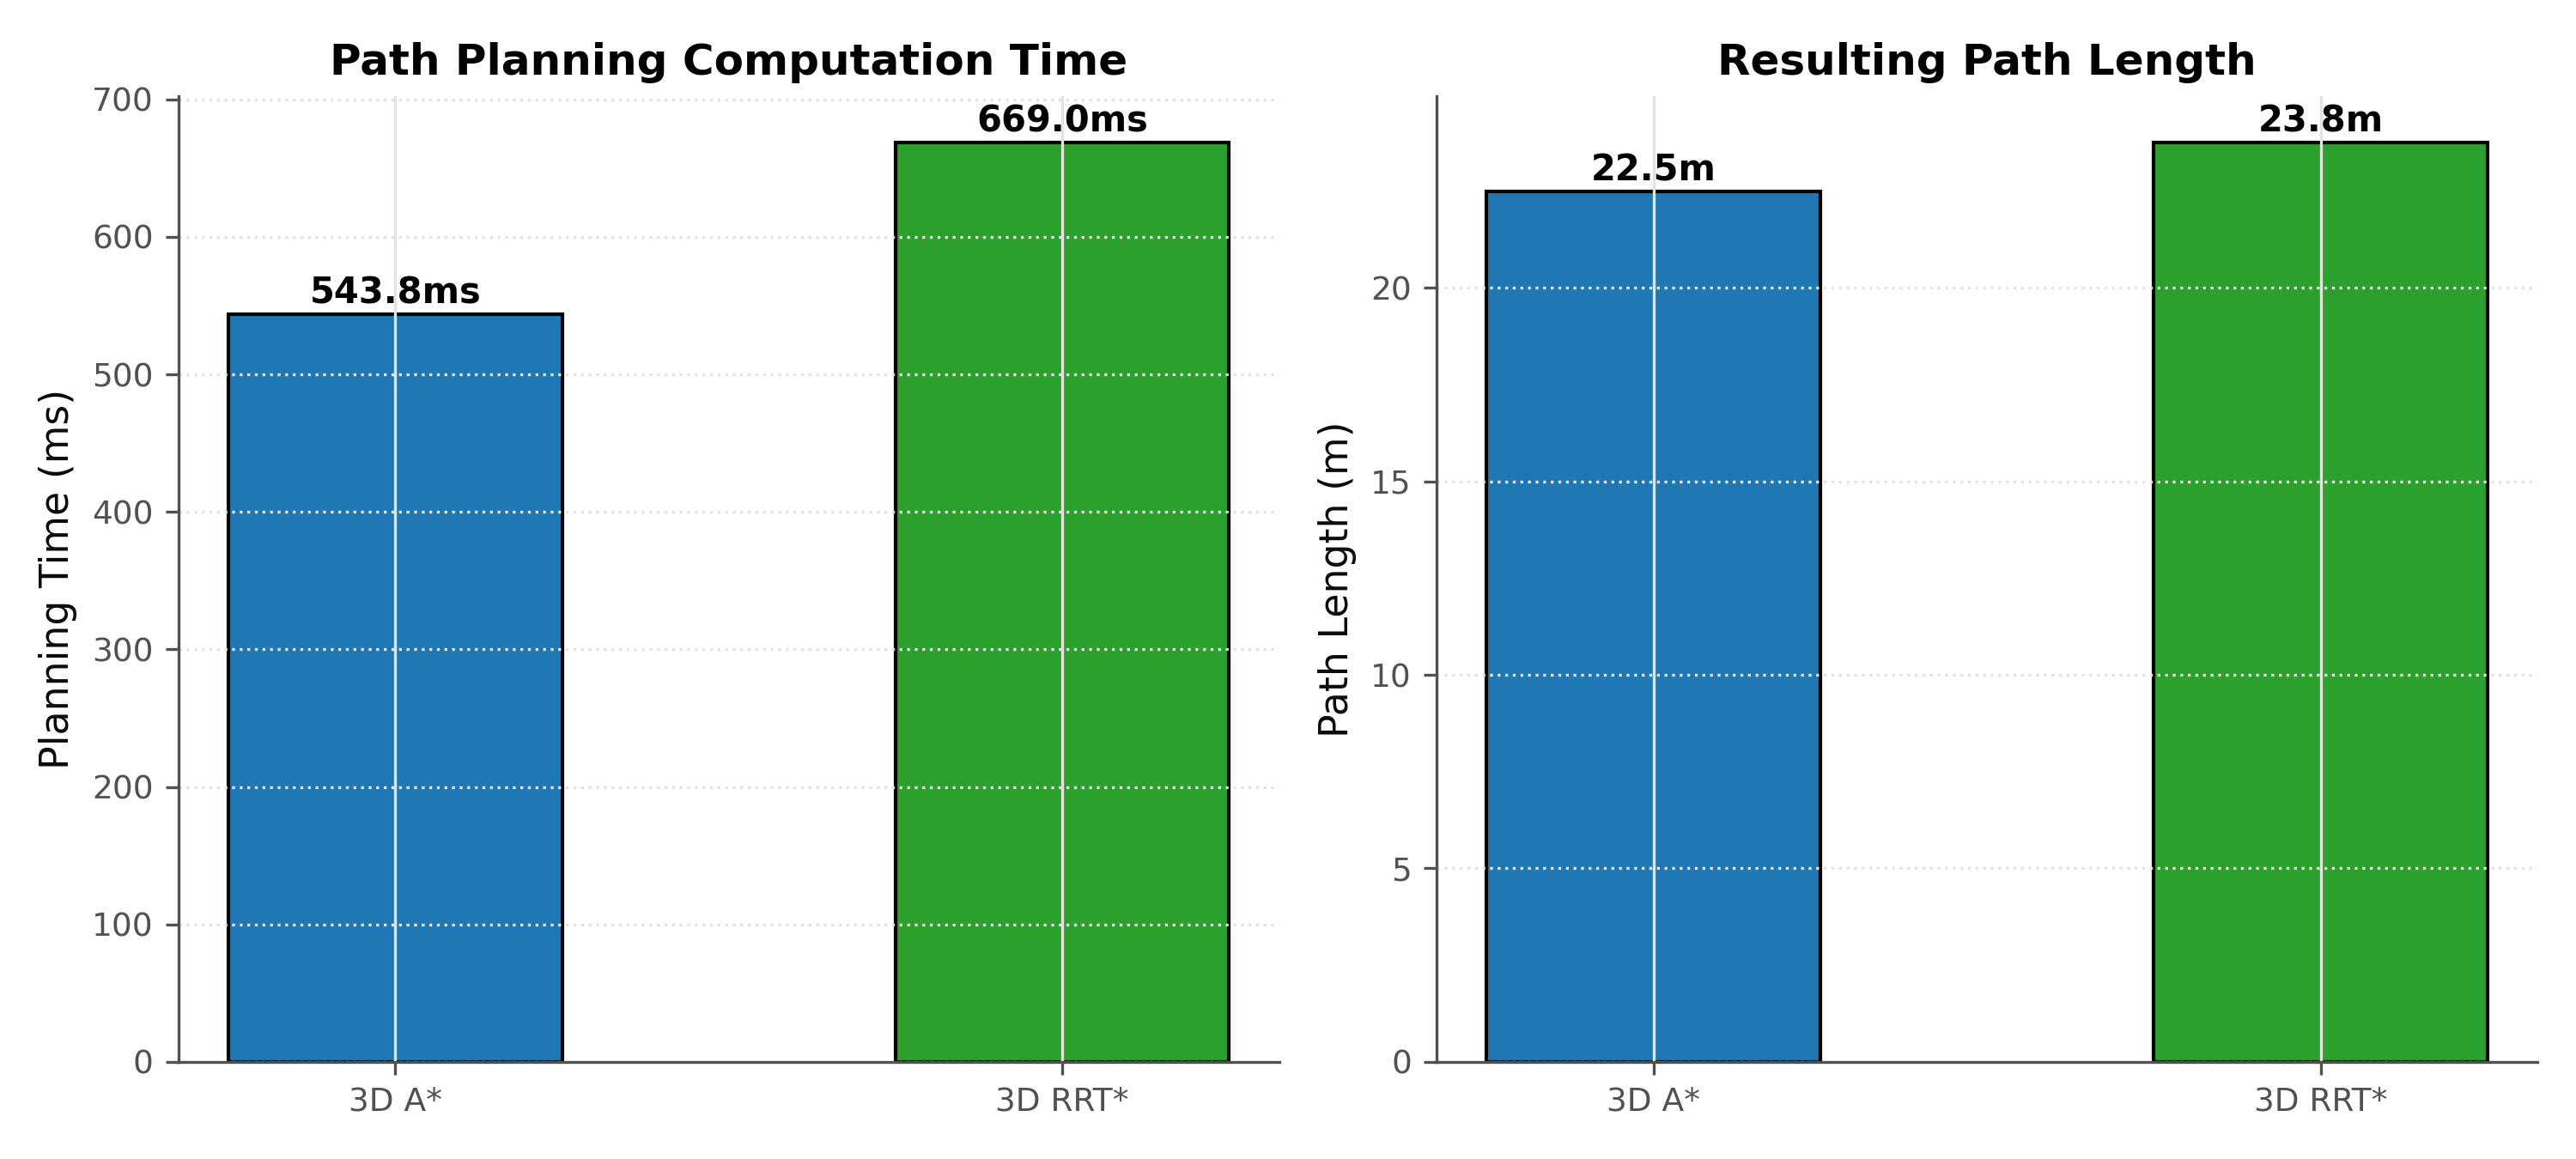 Path Planning Computation Time
Planning Time (ms)
700
600
500
400
300
200
100
0
543.8ms
669.0ms
3D A*
3D RRT*
Resulting Path Length
Path Length (m)
20
15
10
5
0
22.5m
23.8m
3D A*
3D RRT*